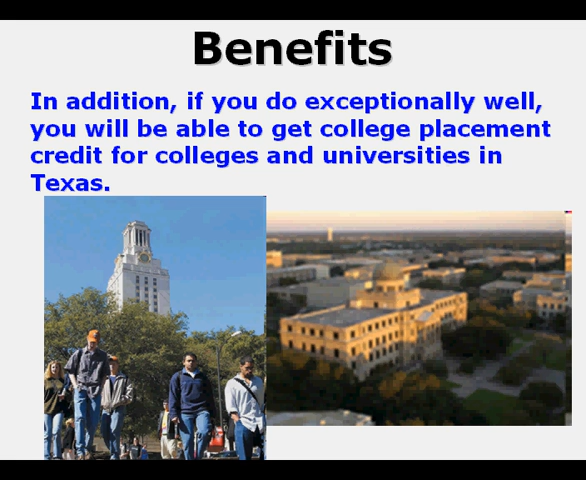 Benefits
In addition, if you do exceptionally well,
you will be able to get college placement
credit for colleges and universities in
Texas.